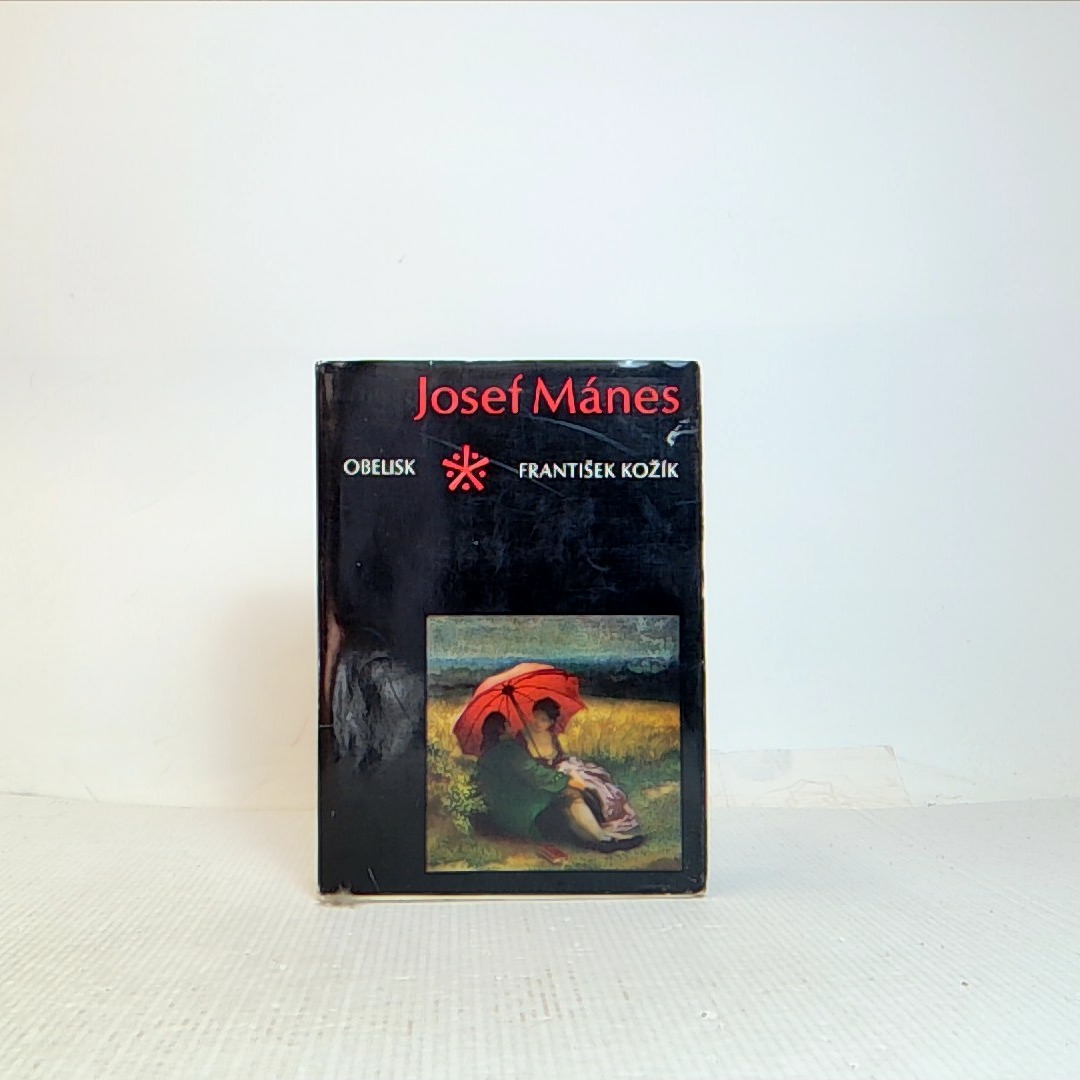 Josef Mánes
OBELISK FRANTIŠEK KOŽÍK